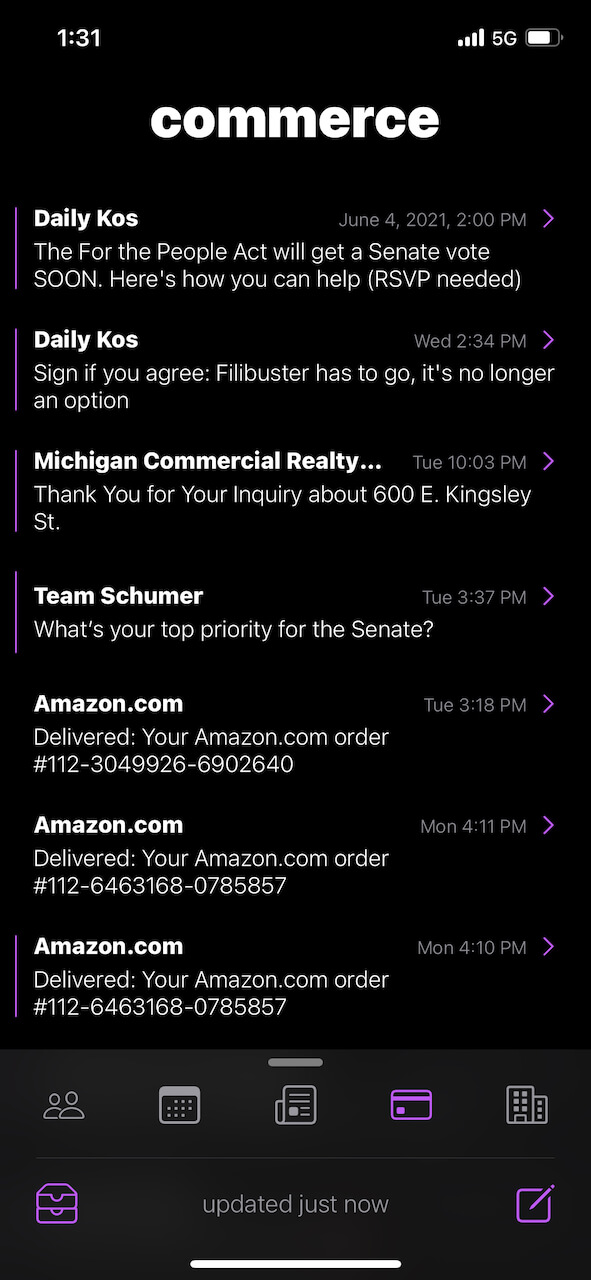 1:31
5G
commerce
Daily Kos
June 4, 2021, 2:00 PM
The For the People Act will get a Senate vote
SOON. Here's how you can help (RSVP needed)
Daily Kos
Wed 2:34 PM
Sign if you agree: Filibuster has to go, it's no longer
an option
Michigan Commercial Realty...
Tue 10:03 PM
Thank You for Your Inquiry about 600 E. Kingsley
St.
Team Schumer
Tue 3:37 PM
What’s your top priority for the Senate?
Amazon.com
Tue 3:18 PM
Delivered: Your Amazon.com order
#112-3049926-6902640
Amazon.com
Mon 4:11 PM
Delivered: Your Amazon.com order
#112-6463168-0785857
Amazon.com
Mon 4:10 PM
Delivered: Your Amazon.com order
#112-6463168-0785857
updated just now